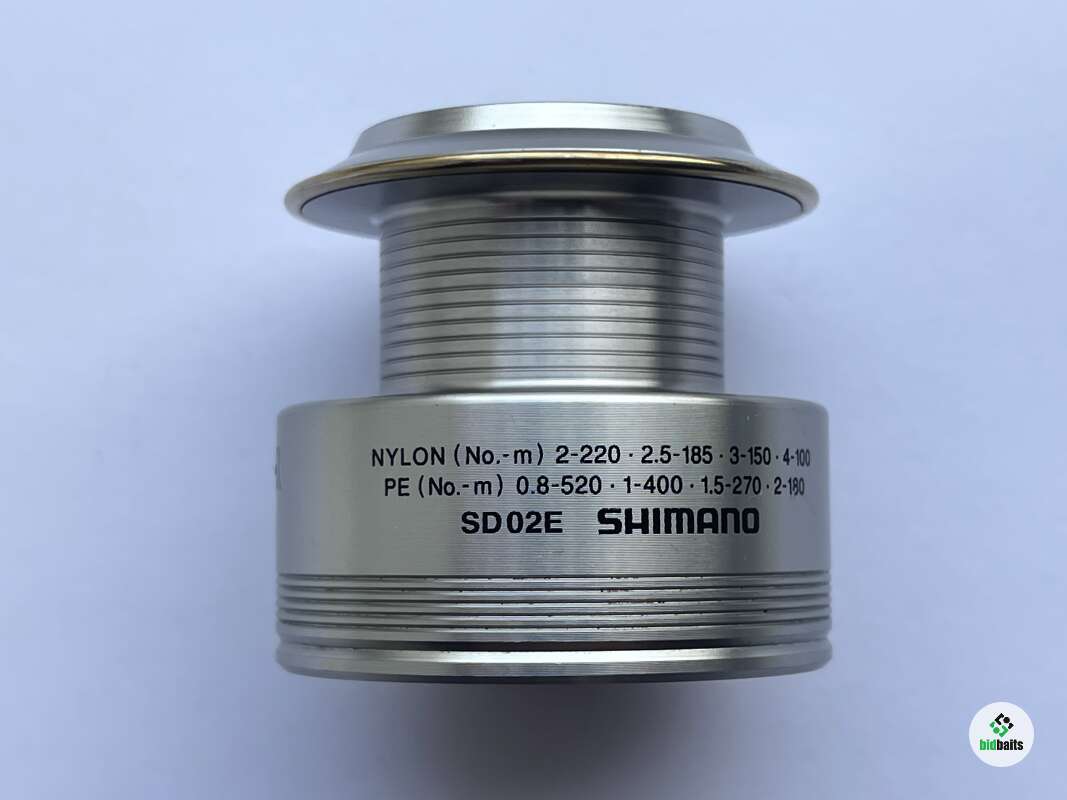 NYLON (No.-m) 2-220 · 2.5-185 · 3-150 · 4-100
PE (No.-m) 0.8-520 · 1-400 · 1.5-270 · 2-180
SD02E SHIMANO
bidbaits